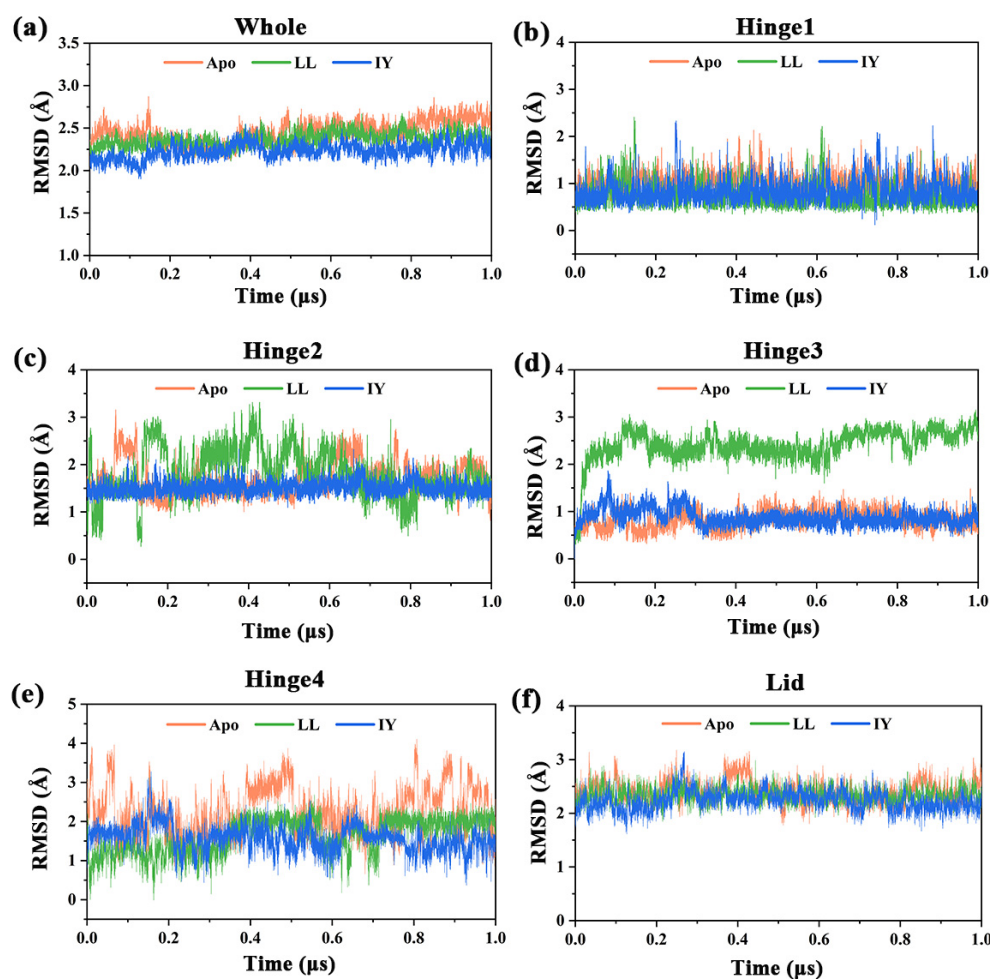 (a) Whole
Apo LL IY
RMSD (Å)
3.5
3.0
2.5
2.0
1.5
1.0
0.0 0.2 0.4 0.6 0.8 1.0
Time (µs)
(b) Hinge1
Apo LL IY
RMSD (Å)
4
3
2
1
0
0.0 0.2 0.4 0.6 0.8 1.0
Time (µs)
(c) Hinge2
Apo LL IY
RMSD (Å)
4
3
2
1
0
0.0 0.2 0.4 0.6 0.8 1.0
Time (µs)
(d) Hinge3
Apo LL IY
RMSD (Å)
4
3
2
1
0
0.0 0.2 0.4 0.6 0.8 1.0
Time (µs)
(e) Hinge4
Apo LL IY
RMSD (Å)
5
4
3
2
1
0
0.0 0.2 0.4 0.6 0.8 1.0
Time (µs)
(f) Lid
Apo LL IY
RMSD (Å)
4
3
2
1
0
0.0 0.2 0.4 0.6 0.8 1.0
Time (µs)